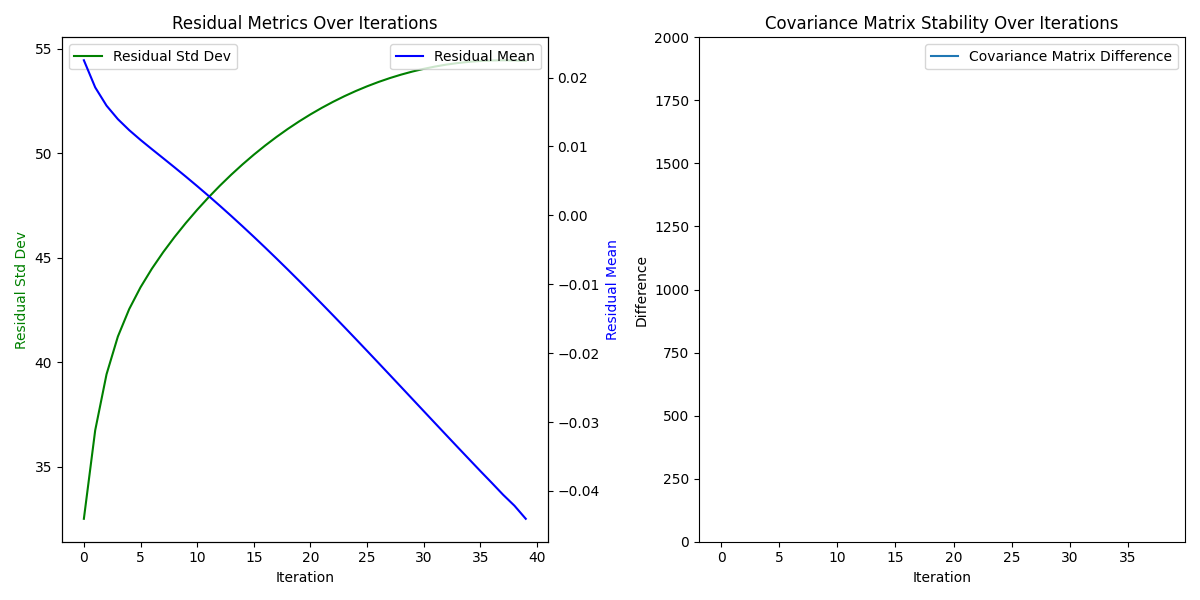 Residual Metrics Over Iterations
Residual Std Dev
Residual Mean
55
50
45
40
35
Residual Std Dev
0.02
0.01
0.00
−0.01
−0.02
−0.03
−0.04
Residual Mean
0 5 10 15 20 25 30 35 40
Iteration
Covariance Matrix Stability Over Iterations
Covariance Matrix Difference
2000
1750
1500
1250
1000
750
500
250
0
Difference
0 5 10 15 20 25 30 35
Iteration